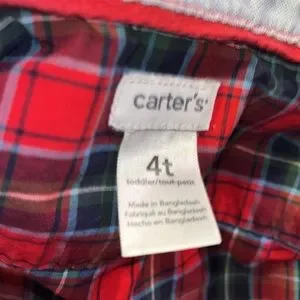 carter's
4t
toddler/tout-petit
Made in Bangladesh
Fabriqué au Bangladesh
Hecho en Bangladesh